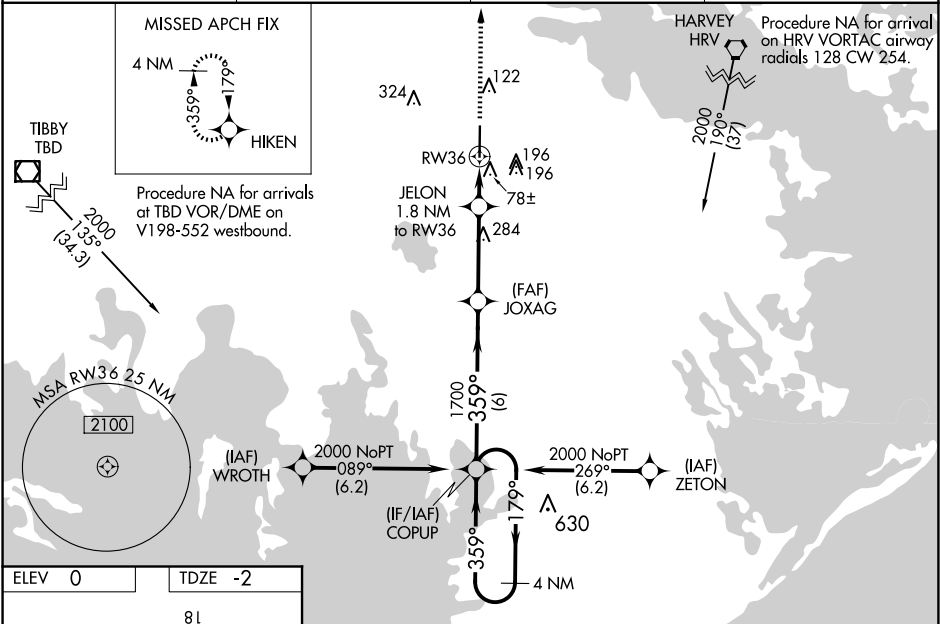 MISSED APCH FIX
4 NM
359°
179°
HIKEN
HARVEY
HRV
Procedure NA for arrival
on HRV VORTAC airway
radials 128 CW 254.
2000
190°
(37)
TIBBY
TBD
2000
135°
(34.3)
Procedure NA for arrivals
at TBD VOR/DME on
V198-552 westbound.
324
122
RW36
196
196
78±
JELON
1.8 NM
to RW36
284
(FAF)
JOXAG
1700
359°
(6)
MSA RW36 25 NM
2100
(IAF)
WROTH
2000 NoPT
089°
(6.2)
2000 NoPT
269°
(6.2)
(IAF)
ZETON
(IF/IAF)
COPUP
359°
179°
630
4 NM
ELEV 0
TDZE -2
18